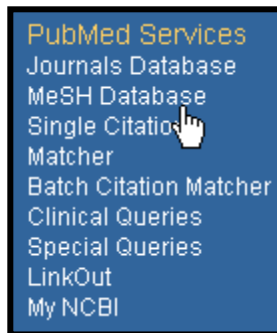 PubMed Services
Journals Database
MeSH Database
Single Citation
Matcher
Batch Citation Matcher
Clinical Queries
Special Queries
LinkOut
My NCBI